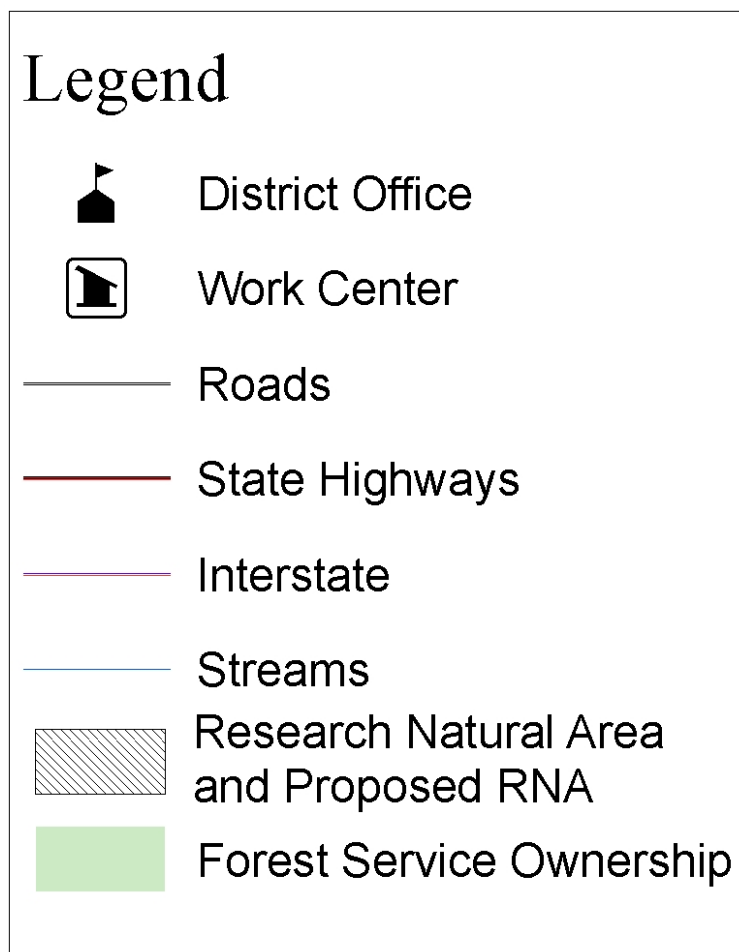 Legend
District Office
Work Center
Roads
State Highways
Interstate
Streams
Research Natural Area
and Proposed RNA
Forest Service Ownership